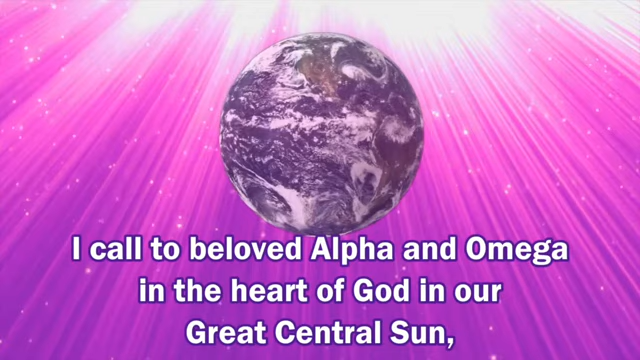 I call to beloved Alpha and Omega
in the heart of God in our
Great Central Sun,